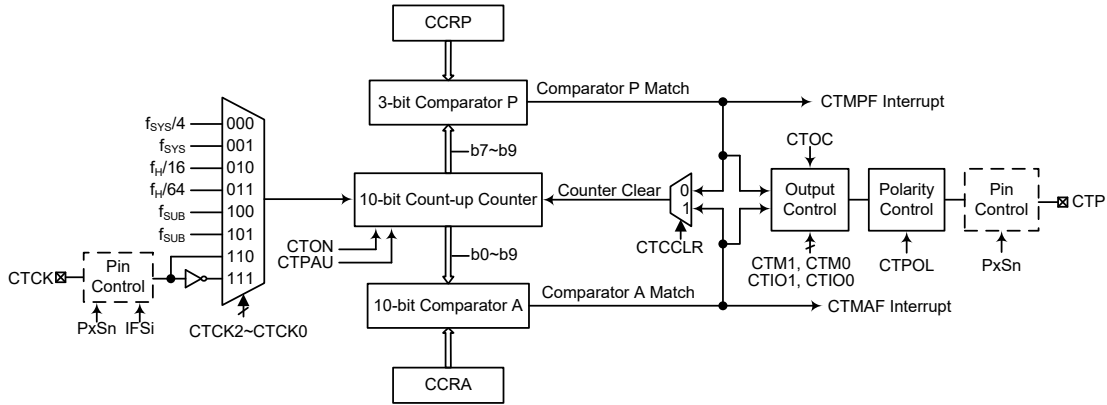 CCRP
3-bit Comparator P
Comparator P Match
CTMPF Interrupt
b7~b9
fSYS/4
fSYS
fH/16
fH/64
fSUB
fSUB
000
001
010
011
100
101
110
111
CTCK
Pin
Control
PxSn
IFSi
CTCK2~CTCK0
10-bit Count-up Counter
CTON
CTPAU
Counter Clear
0
1
CTCCLR
CTOC
Output
Control
CTM1, CTM0
CTIO1, CTIO0
Polarity
Control
CTPOL
Pin
Control
PxSn
CTP
b0~b9
10-bit Comparator A
Comparator A Match
CTMAF Interrupt
CCRA